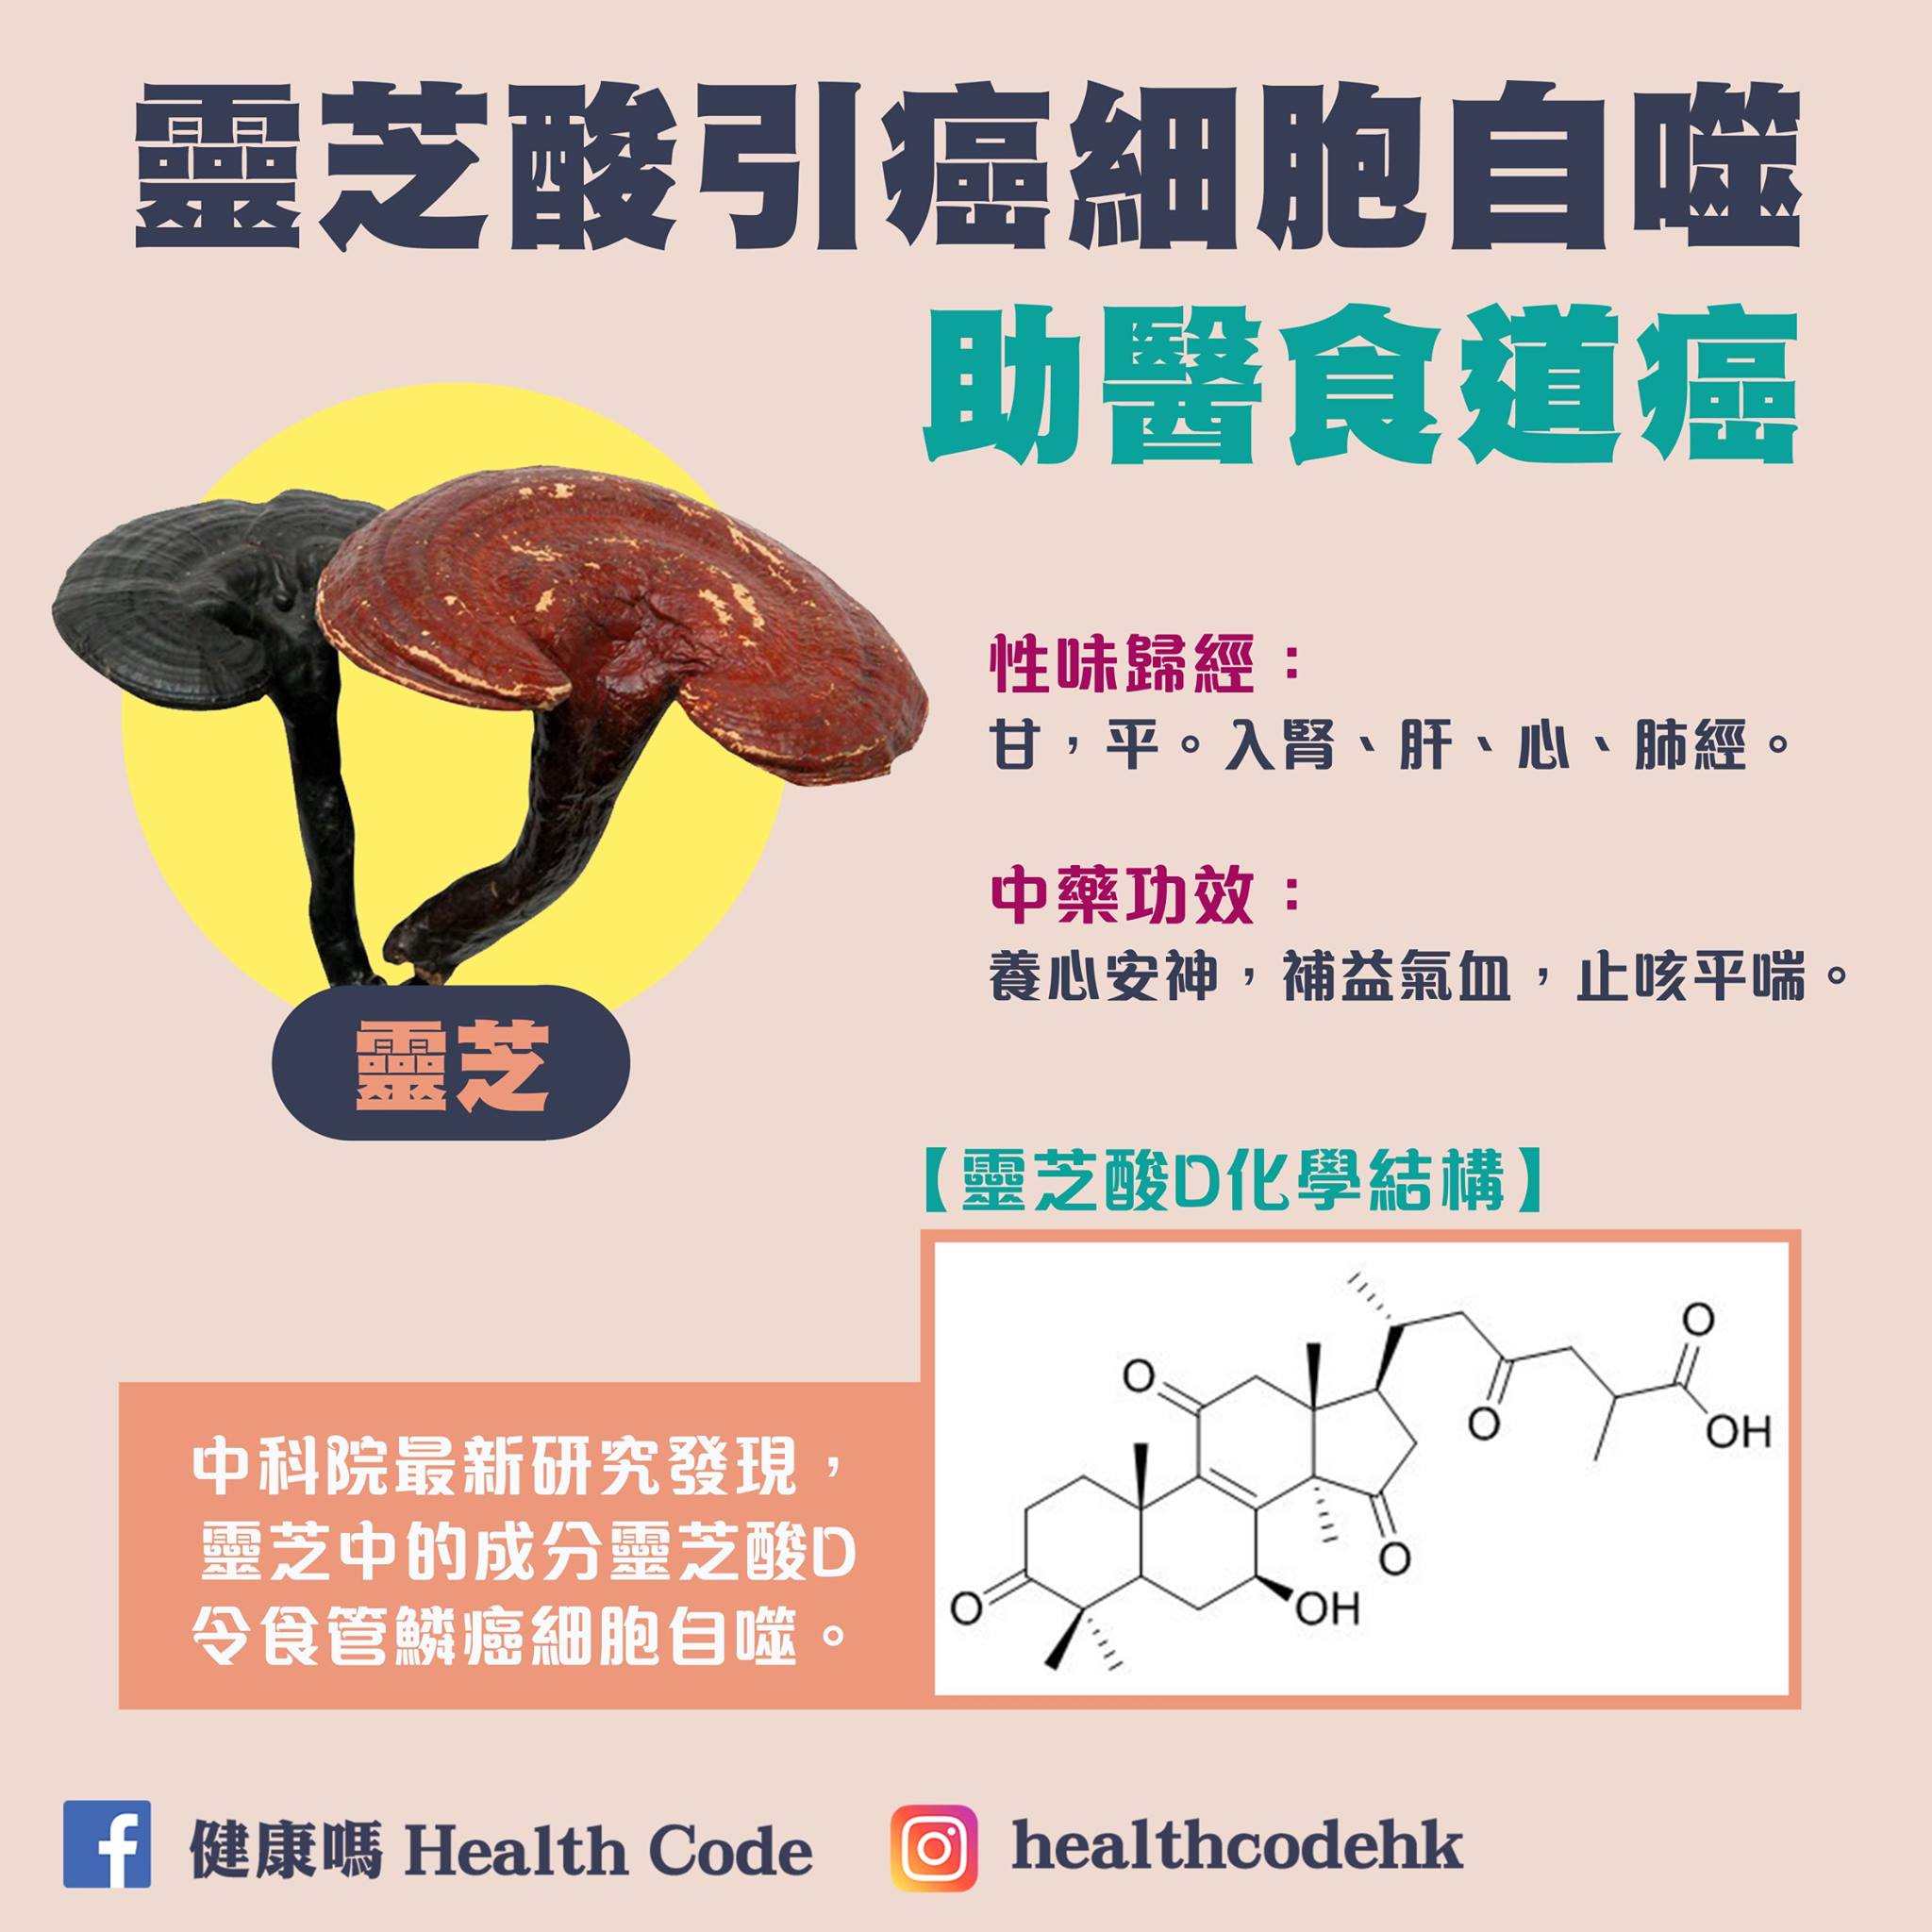 靈芝酸引癌細胞自噬
助醫食道癌
性味歸經：
甘，平。入腎、肝、心、肺經。
中藥功效：
養心安神，補益氣血，止咳平喘。
靈芝
【靈芝酸D化學結構】
O
O
O
OH
O
O
OH
中科院最新研究發現，
靈芝中的成分靈芝酸D
令食管鱗癌細胞自噬。
健康嗎 Health Code
healthcodehk